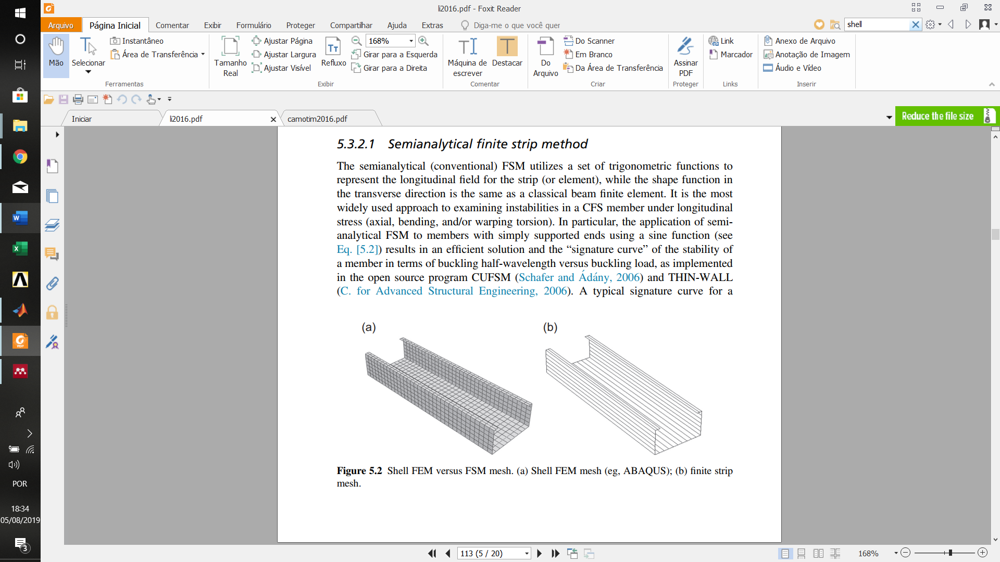 li2016.pdf - Foxit Reader
Arquivo
Página Inicial
Comentar
Exibir
Formulário
Proteger
Compartilhar
Ajuda
Extras
Diga-me o que você quer
shell
Mão
Selecionar
Instantâneo
Área de Transferência
Ferramentas
Tamanho
Real
Ajustar Página
Ajustar Largura
Ajustar Visível
Refluxo
168%
Girar para a Esquerda
Girar para a Direita
Exibir
Máquina de
escrever
Destacar
Comentar
Do
Arquivo
Do Scanner
Em Branco
Da Área de Transferência
Criar
Assinar
PDF
Proteger
Link
Marcador
Links
Anexo de Arquivo
Anotação de Imagem
Áudio e Vídeo
Inserir
Iniciar
li2016.pdf
camotim2016.pdf
Reduce the file size
5.3.2.1 Semianalytical finite strip method
The semianalytical (conventional) FSM utilizes a set of trigonometric functions to
represent the longitudinal field for the strip (or element), while the shape function in
the transverse direction is the same as a classical beam finite element. It is the most
widely used approach to examining instabilities in a CFS member under longitudinal
stress (axial, bending, and/or warping torsion). In particular, the application of semi-
analytical FSM to members with simply supported ends using a sine function (see
Eq. [5.2]) results in an efficient solution and the “signature curve” of the stability of
a member in terms of buckling half-wavelength versus buckling load, as implemented
in the open source program CUFSM (Schafer and Ádány, 2006) and THIN-WALL
(C. for Advanced Structural Engineering, 2006). A typical signature curve for a
(a)
(b)
Figure 5.2 Shell FEM versus FSM mesh. (a) Shell FEM mesh (eg, ABAQUS); (b) finite strip
mesh.
113 (5 / 20)
168%
POR
18:34
05/08/2019
3